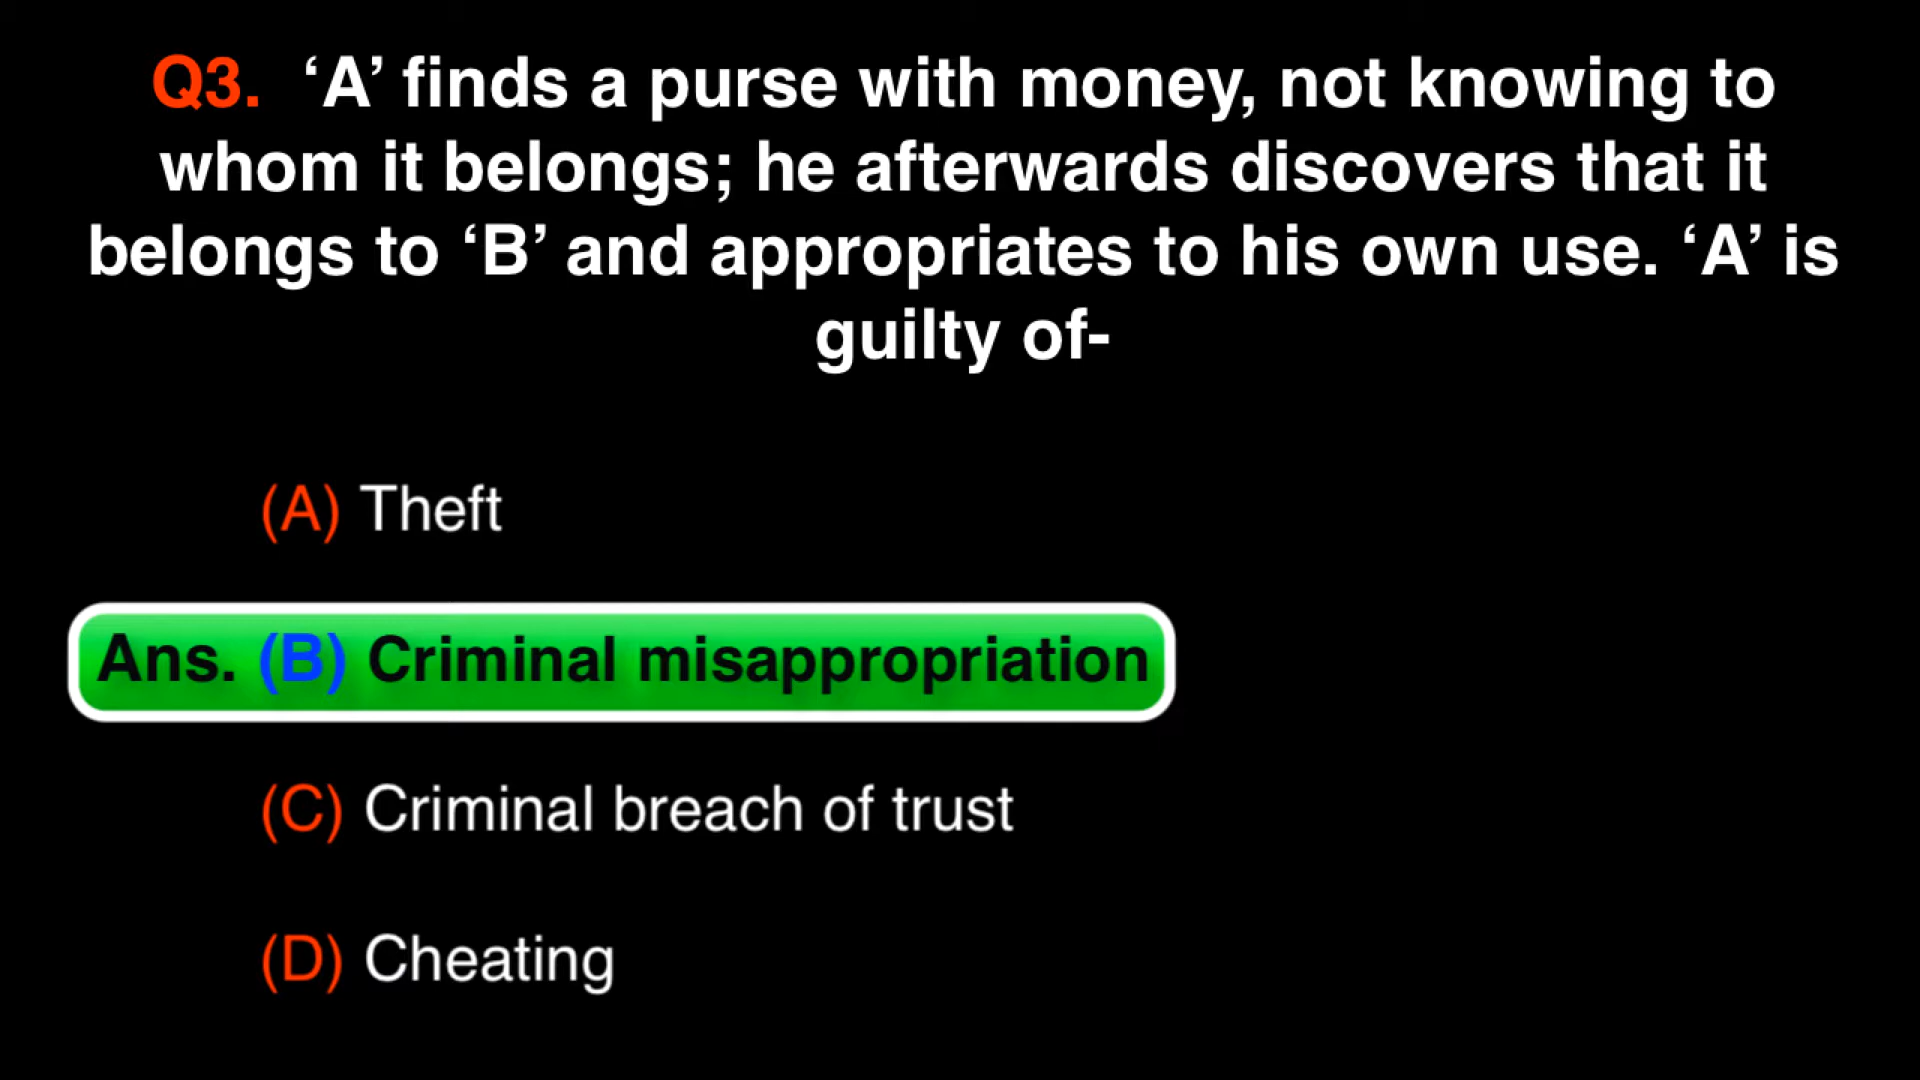 Q3. ‘A’ finds a purse with money, not knowing to
whom it belongs; he afterwards discovers that it
belongs to ‘B’ and appropriates to his own use. ‘A’ is
guilty of-
(A) Theft
Ans. (B) Criminal misappropriation
(C) Criminal breach of trust
(D) Cheating